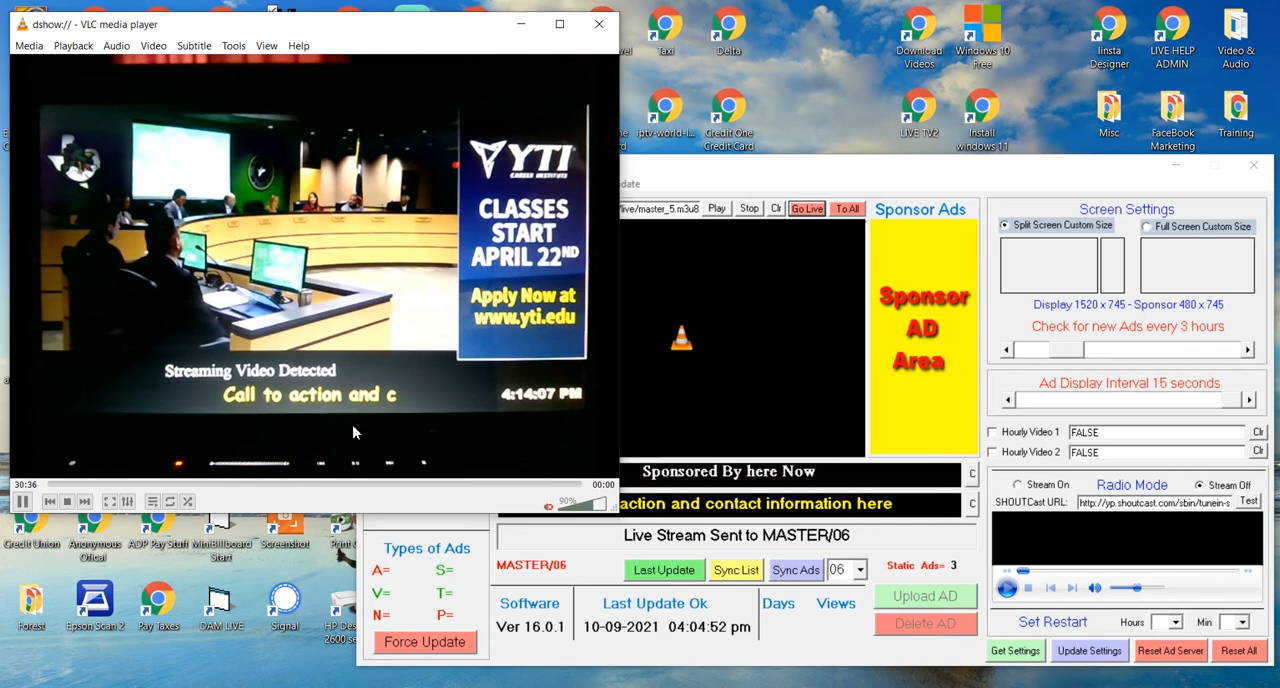 dshow:// - VLC media player
Media Playback Audio Video Subtitle Tools View Help
YTI
CAREER INSTITUTE
CLASSES
START
APRIL 22ND
Apply Now at
www.yti.edu
Streaming Video Detected
Call to action and c
4:14:07 PM
30:36
00:00
90%
Taxi
Delta
Download Videos
Windows 10 Free
Iinsta Designer
LIVE HELP ADMIN
Video & Audio
iptv-world-l...
Credit One Credit Card
LIVE TV2
Install windows 11
Misc
FaceBook Marketing
Training
/live/master_5.m3u8 Play Stop Clr Go Live To All
Sponsor Ads
Sponsor
AD
Area
Screen Settings
Split Screen Custom Size Full Screen Custom Size
Display 1520 x 745 - Sponsor 480 x 745
Check for new Ads every 3 hours
Ad Display Interval 15 seconds
Hourly Video 1 FALSE Clr
Hourly Video 2 FALSE Clr
Stream On Radio Mode Stream Off
SHOUTCast URL: http://yp.shoutcast.com/sbin/tunein-s Test
Set Restart Hours Min
Get Settings Update Settings Reset Ad Server Reset All
Sponsored By here Now C
action and contact information here C
Live Stream Sent to MASTER/06
MASTER/06 Last Update Sync List Sync Ads 06 Static Ads= 3
Software Last Update Ok Days Views
Ver 16.0.1 10-09-2021 04:04:52 pm
Upload AD
Delete AD
Types of Ads
A= S=
V= T=
N= P=
Force Update
Credit Union
Anonymous Ofical
ADP Pay Stuff
MiniBillboard Start
Screenshot
Forest
Epson Scan 2
Pay Taxes
DAM LIVE
Signal